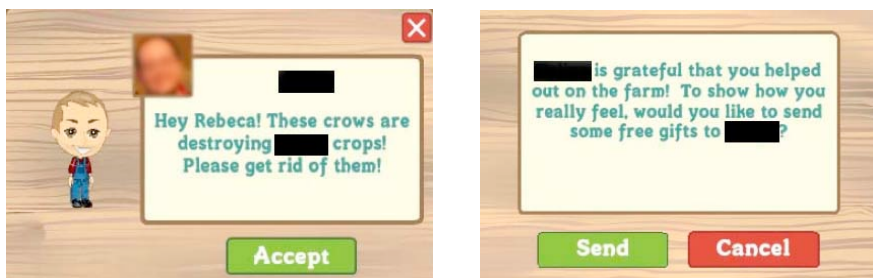 Hey Rebeca! These crows are
destroying crops!
Please get rid of them!
Accept
is grateful that you helped
out on the farm! To show how you
really feel, would you like to send
some free gifts to ?
Send
Cancel